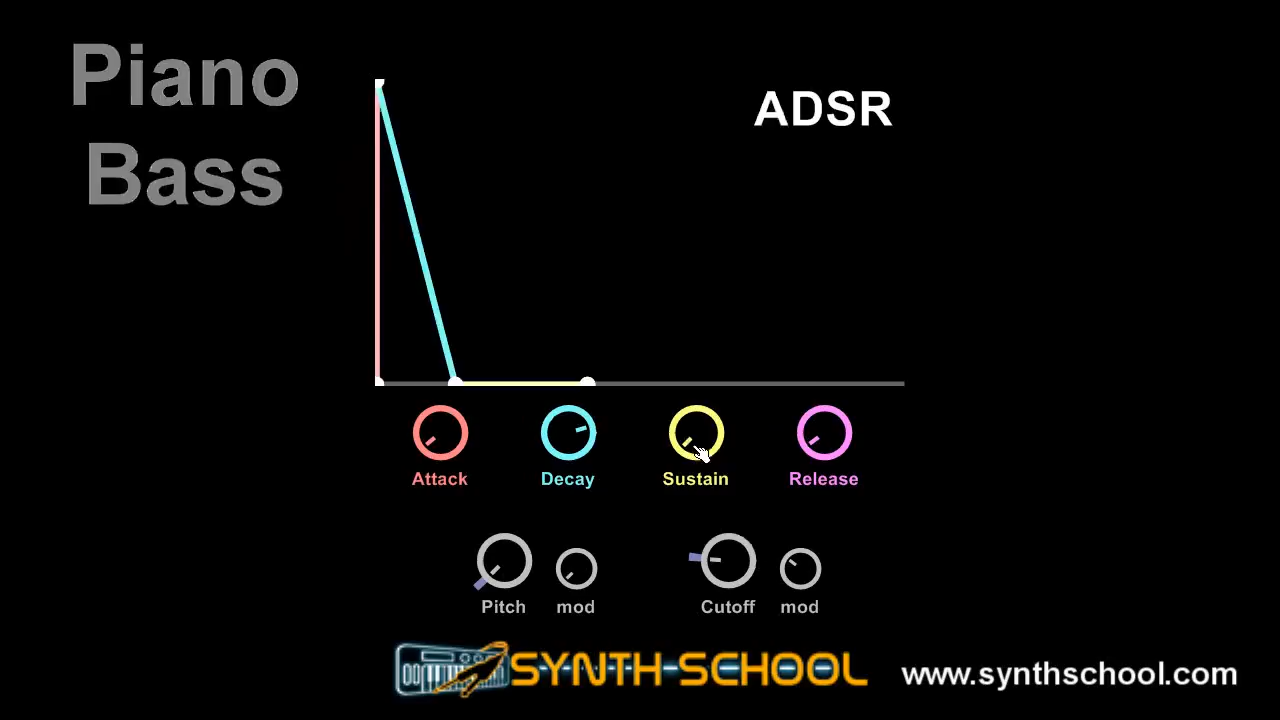 Piano
Bass
ADSR
Attack Decay Sustain Release
Pitch mod Cutoff mod
SYNTH-SCHOOL www.synthschool.com